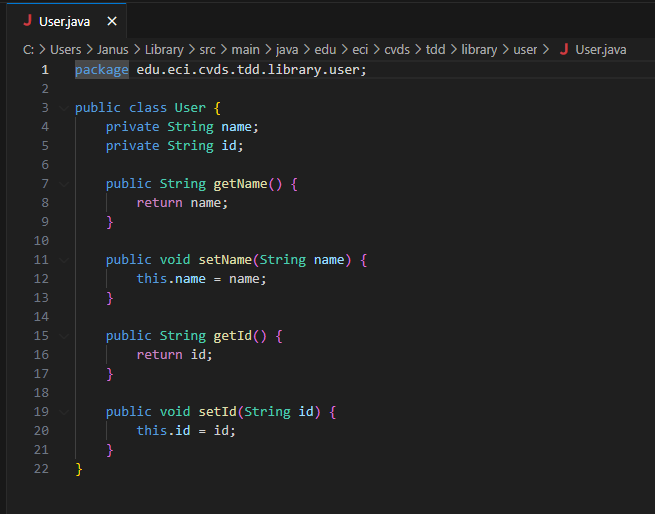 User.java
C: > Users > Janus > Library > src > main > java > edu > eci > cvds > tdd > library > user > User.java
1 package edu.eci.cvds.tdd.library.user;
2
3 public class User {
4     private String name;
5     private String id;
6
7     public String getName() {
8         return name;
9     }
10
11     public void setName(String name) {
12         this.name = name;
13     }
14
15     public String getId() {
16         return id;
17     }
18
19     public void setId(String id) {
20         this.id = id;
21     }
22 }